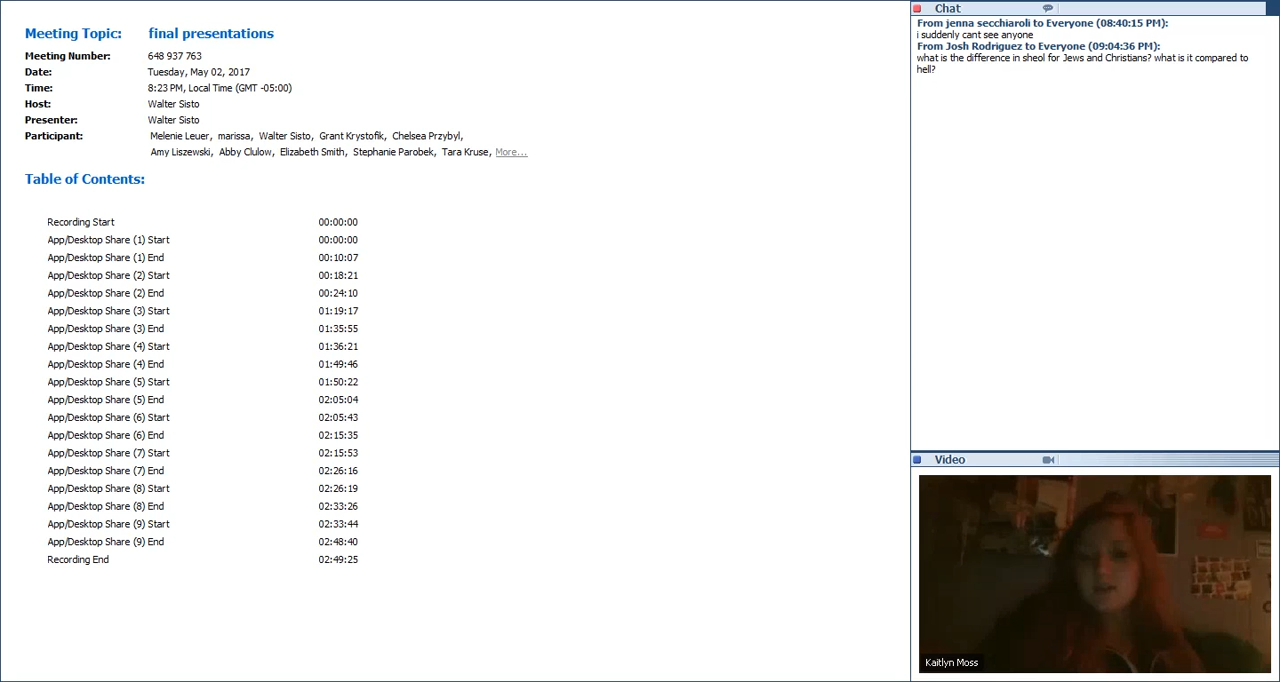 Meeting Topic: final presentations
Meeting Number: 648 937 763
Date: Tuesday, May 02, 2017
Time: 8:23 PM, Local Time (GMT -05:00)
Host: Walter Sisto
Presenter: Walter Sisto
Participant: Melenie Leuer, marissa, Walter Sisto, Grant Krystofik, Chelsea Przybyl,
Amy Liszewski, Abby Clulow, Elizabeth Smith, Stephanie Parobek, Tara Kruse, More...
Table of Contents:
Recording Start 00:00:00
App/Desktop Share (1) Start 00:00:00
App/Desktop Share (1) End 00:10:07
App/Desktop Share (2) Start 00:18:21
App/Desktop Share (2) End 00:24:10
App/Desktop Share (3) Start 01:19:17
App/Desktop Share (3) End 01:35:55
App/Desktop Share (4) Start 01:36:21
App/Desktop Share (4) End 01:49:46
App/Desktop Share (5) Start 01:50:22
App/Desktop Share (5) End 02:05:04
App/Desktop Share (6) Start 02:05:43
App/Desktop Share (6) End 02:15:35
App/Desktop Share (7) Start 02:15:53
App/Desktop Share (7) End 02:26:16
App/Desktop Share (8) Start 02:26:19
App/Desktop Share (8) End 02:33:26
App/Desktop Share (9) Start 02:33:44
App/Desktop Share (9) End 02:48:40
Recording End 02:49:25
Chat
From jenna secchiaroli to Everyone (08:40:15 PM):
i suddenly cant see anyone
From Josh Rodriguez to Everyone (09:04:36 PM):
what is the difference in sheol for Jews and Christians? what is it compared to
hell?
Video
Kaitlyn Moss